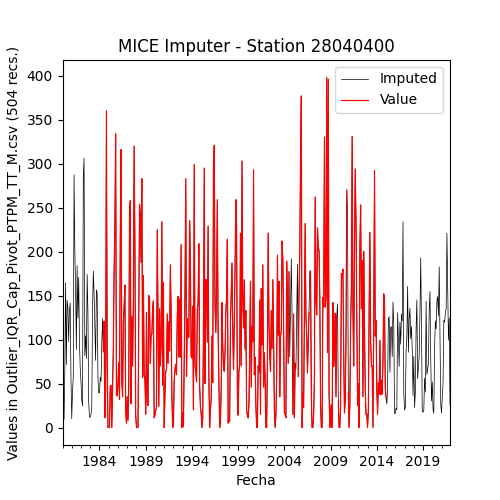 MICE Imputer - Station 28040400
Values in Outlier_IQR_Cap_Pivot_PTPM_TT_M.csv (504 recs.)
400
350
300
250
200
150
100
50
0
Imputed
Value
1984 1989 1994 1999 2004 2009 2014 2019
Fecha